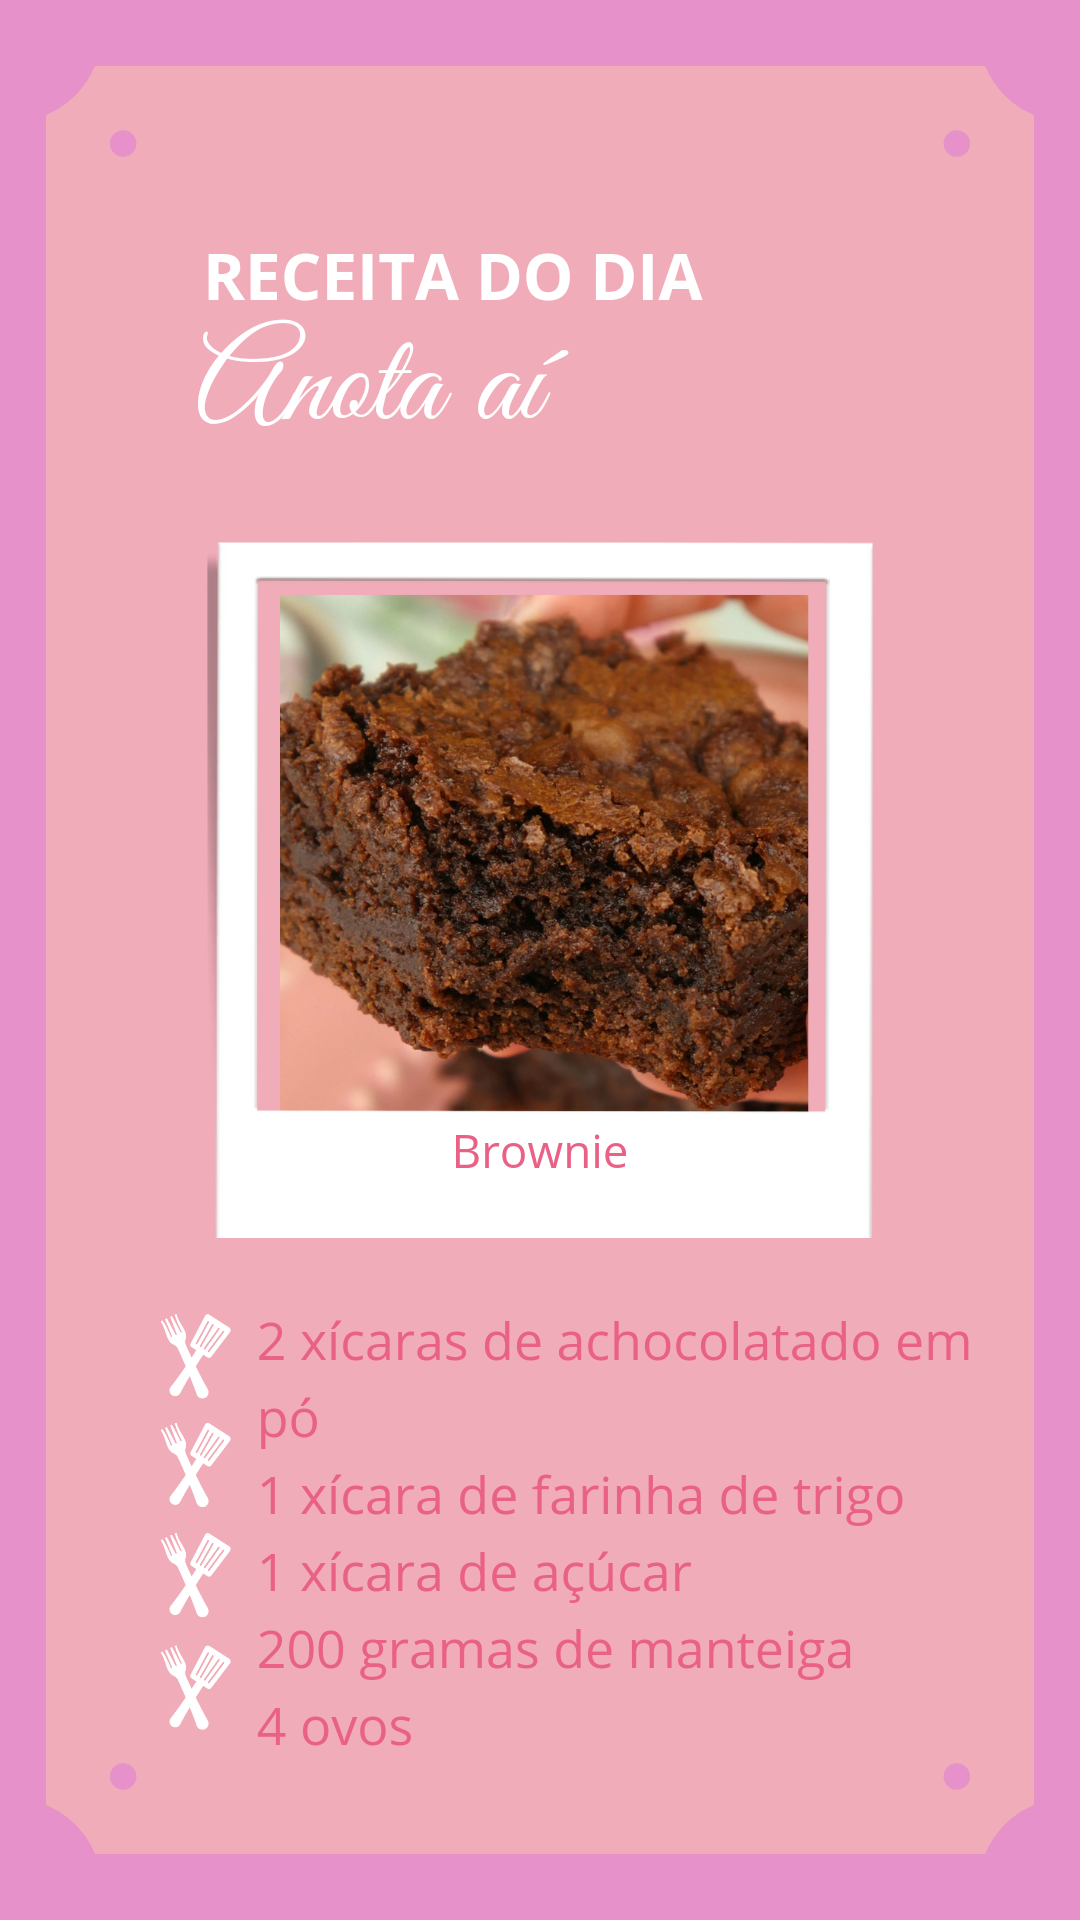 RECEITA DO DIA
Anota aí
Brownie
2 xícaras de achocolatado em
pó
1 xícara de farinha de trigo
1 xícara de açúcar
200 gramas de manteiga
4 ovos